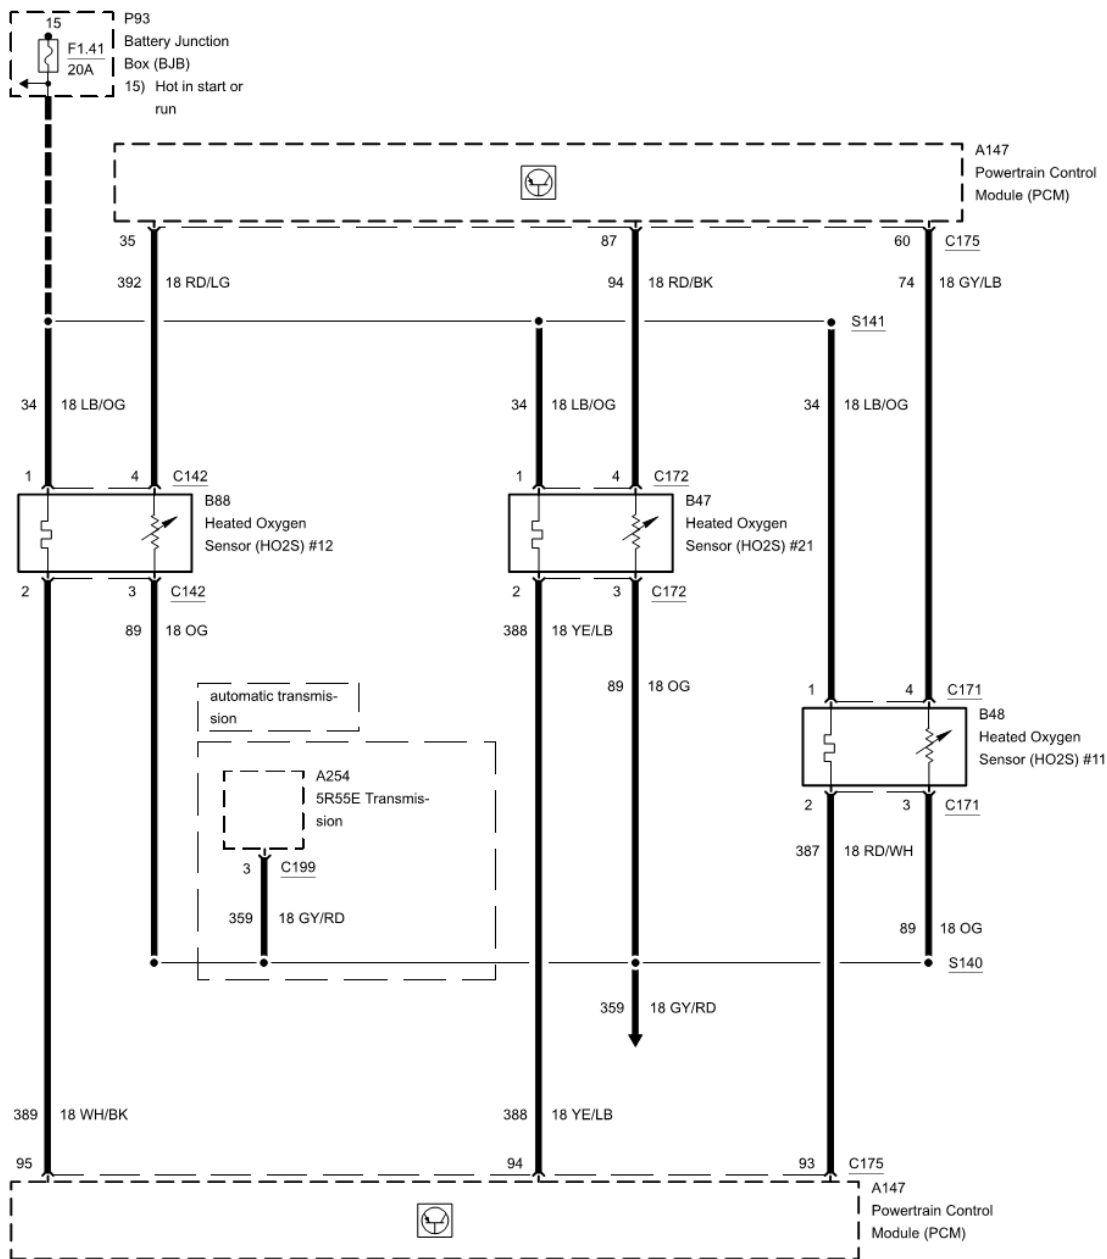 15
F1.41
20A
P93
Battery Junction
Box (BJB)
15) Hot in start or
run
A147
Powertrain Control
Module (PCM)
35
87
60
C175
392
18 RD/LG
94
18 RD/BK
74
18 GY/LB
S141
34
18 LB/OG
34
18 LB/OG
34
18 LB/OG
1
4
C142
B88
Heated Oxygen
Sensor (HO2S) #12
2
3
C142
1
4
C172
B47
Heated Oxygen
Sensor (HO2S) #21
2
3
C172
89
18 OG
388
18 YE/LB
89
18 OG
automatic transmis-
sion
A254
5R55E Transmis-
sion
3
C199
359
18 GY/RD
1
4
C171
B48
Heated Oxygen
Sensor (HO2S) #11
2
3
C171
387
18 RD/WH
89
18 OG
S140
359
18 GY/RD
389
18 WH/BK
388
18 YE/LB
95
94
93
C175
A147
Powertrain Control
Module (PCM)